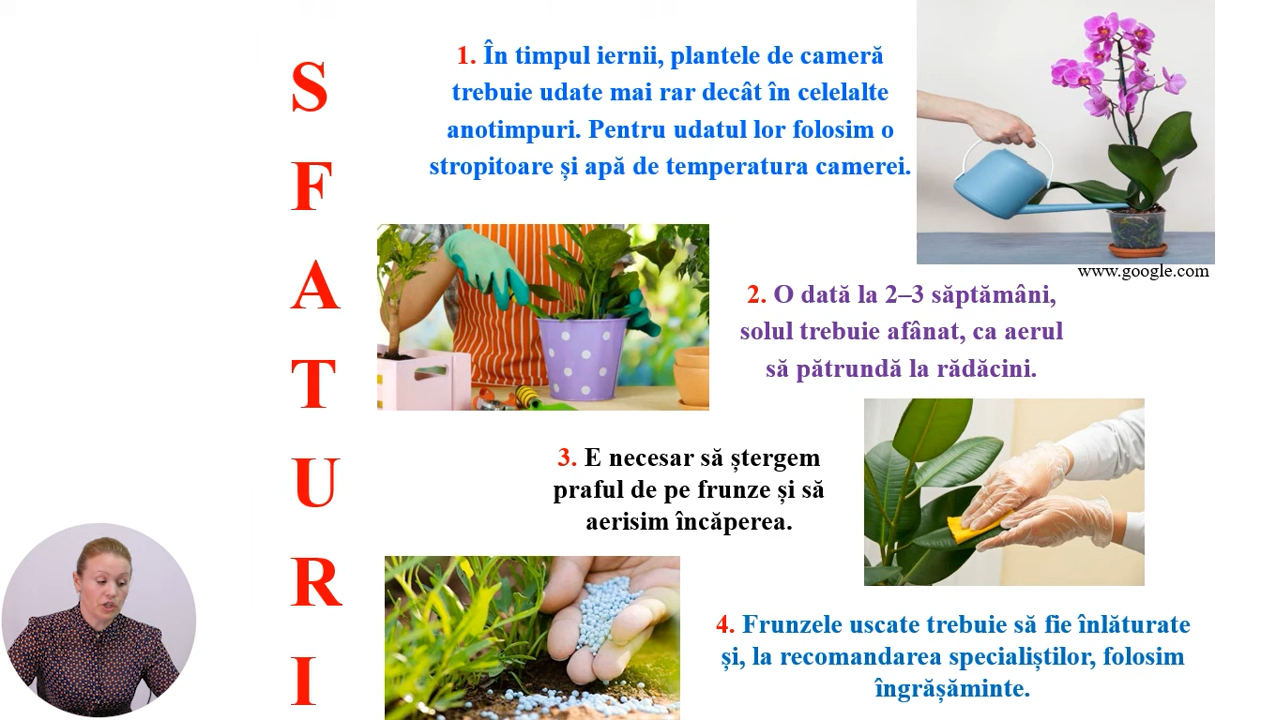 S
F
A
T
U
R
I
1. În timpul iernii, plantele de cameră
trebuie udate mai rar decât în celelalte
anotimpuri. Pentru udatul lor folosim o
stropitoare și apă de temperatura camerei.
www.google.com
2. O dată la 2–3 săptămâni,
solul trebuie afânat, ca aerul
să pătrundă la rădăcini.
3. E necesar să ștergem
praful de pe frunze și să
aerisim încăperea.
4. Frunzele uscate trebuie să fie înlăturate
și, la recomandarea specialiștilor, folosim
îngrășăminte.